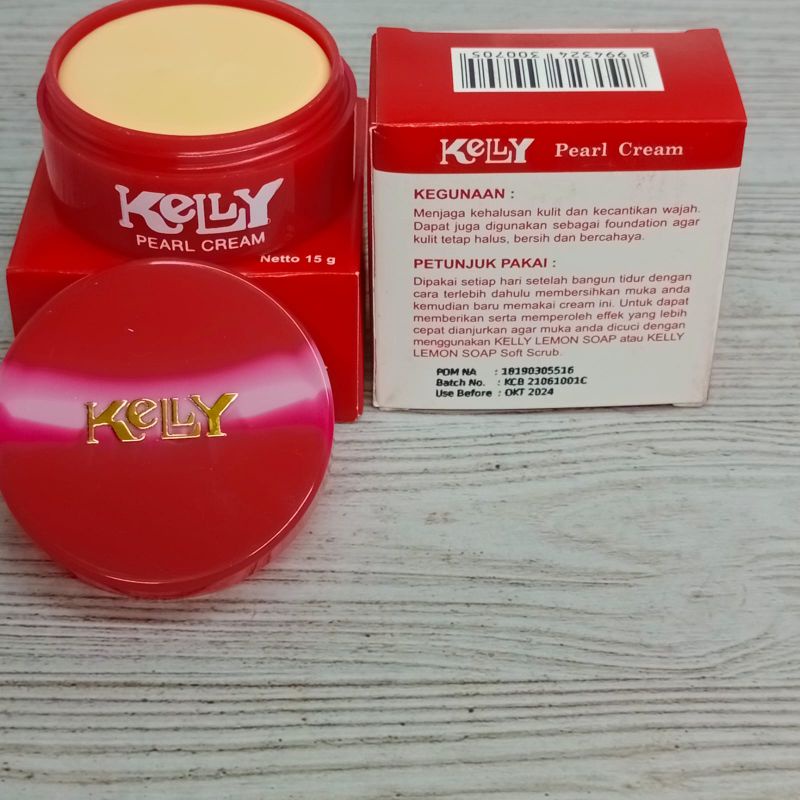 KELLY
PEARL CREAM
Netto 15 g
KELLY
8 994324 300705
KELLY Pearl Cream
KEGUNAAN :
Menjaga kehalusan kulit dan kecantikan wajah.
Dapat juga digunakan sebagai foundation agar
kulit tetap halus, bersih dan bercahaya.
PETUNJUK PAKAI :
Dipakai setiap hari setelah bangun tidur dengan
cara terlebih dahulu membersihkan muka anda
kemudian baru memakai cream ini. Untuk dapat
memberikan serta memperoleh effek yang lebih
cepat dianjurkan agar muka anda dicuci dengan
menggunakan KELLY LEMON SOAP atau KELLY
LEMON SOAP Soft Scrub.
POM NA : 18190305516
Batch No. : KCB 21061001C
Use Before : OKT 2024